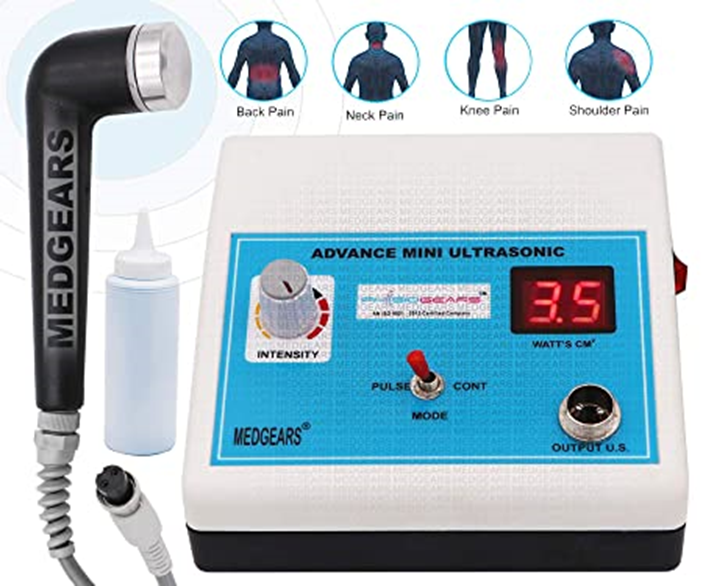 Back Pain
Neck Pain
Knee Pain
Shoulder Pain
MEDGEARS
ADVANCE MINI ULTRASONIC
PHYSIOGEARS
3.5
INTENSITY
WATT'S CM²
PULSE CONT
MODE
MEDGEARS®
OUTPUT U.S.